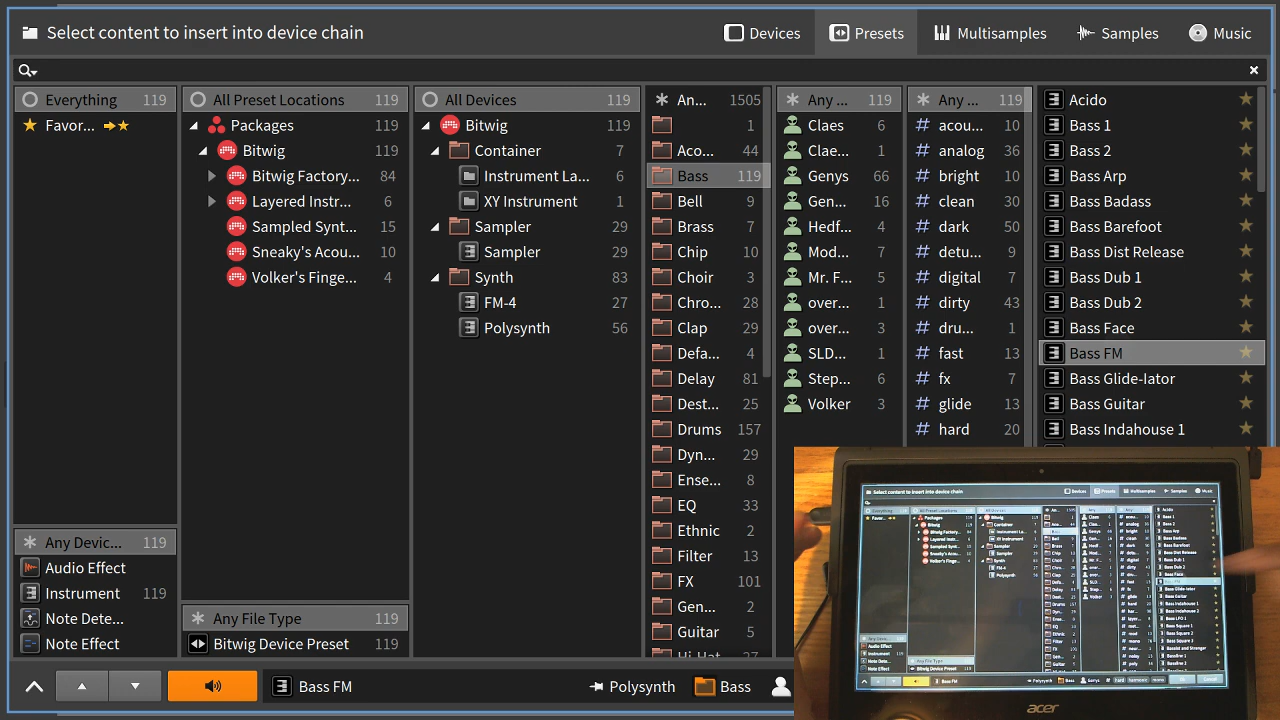 Select content to insert into device chain
Devices
Presets
Multisamples
Samples
Music
Everything 119
Favor...
Any Devic... 119
Audio Effect
Instrument 119
Note Dete...
Note Effect
All Preset Locations 119
Packages 119
Bitwig 119
Bitwig Factory... 84
Layered Instr... 6
Sampled Synt... 15
Sneaky's Acou... 10
Volker's Finge... 4
Any File Type 119
Bitwig Device Preset 119
All Devices 119
Bitwig 119
Container 7
Instrument La... 6
XY Instrument 1
Sampler 29
Sampler 29
Synth 83
FM-4 27
Polysynth 56
An... 1505
1
Aco... 44
Bass 119
Bell 9
Brass 7
Chip 10
Choir 3
Chro... 28
Clap 29
Defa... 4
Delay 81
Dest... 25
Drums 157
Dyn... 29
Ense... 8
EQ 33
Ethnic 2
Filter 13
FX 101
Gen... 2
Guitar 5
Hi-Hat 27
Any ... 119
Claes 6
Clae... 1
Genys 66
Gen... 16
Hedf... 4
Mod... 7
Mr. F... 5
over... 1
over... 3
SLD... 1
Step... 6
Volker 3
Any ... 119
# acou... 10
# analog 36
# bright 10
# clean 30
# dark 50
# detu... 9
# digital 7
# dirty 43
# dru... 1
# fast 13
# fx 7
# glide 13
# hard 20
Acido
Bass 1
Bass 2
Bass Arp
Bass Badass
Bass Barefoot
Bass Dist Release
Bass Dub 1
Bass Dub 2
Bass Face
Bass FM
Bass Glide-lator
Bass Guitar
Bass Indahouse 1
Bass FM
Polysynth
Bass
acer